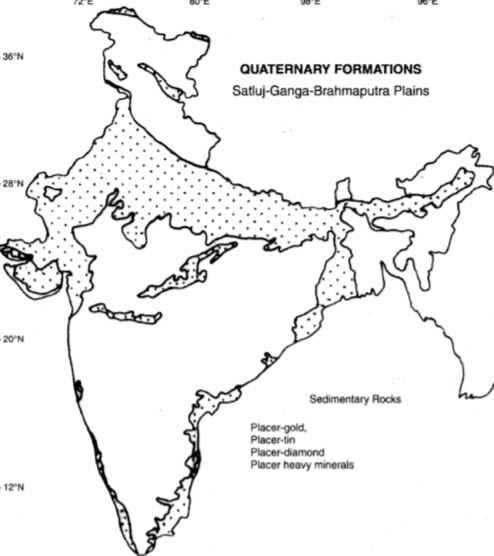 72°E 80°E 98°E 96°E
36°N
QUATERNARY FORMATIONS
Satluj-Ganga-Brahmaputra Plains
28°N
20°N
Sedimentary Rocks
Placer-gold,
Placer-tin
Placer-diamond
Placer heavy minerals
12°N